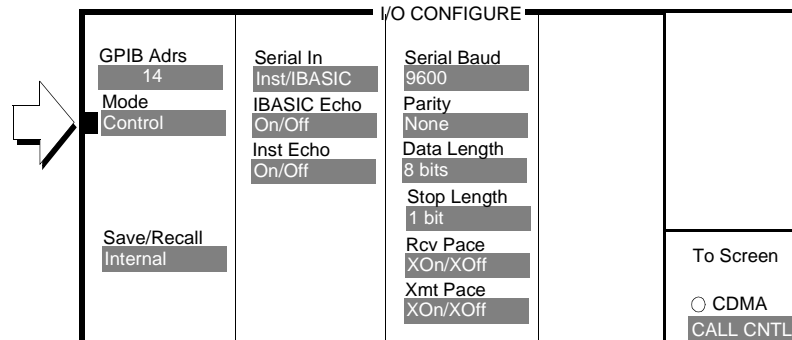 I/O CONFIGURE
GPIB Adrs
14
Mode
Control
Save/Recall
Internal
Serial In
Inst/IBASIC
IBASIC Echo
On/Off
Inst Echo
On/Off
Serial Baud
9600
Parity
None
Data Length
8 bits
Stop Length
1 bit
Rcv Pace
XOn/XOff
Xmt Pace
XOn/XOff
To Screen
CDMA
CALL CNTL